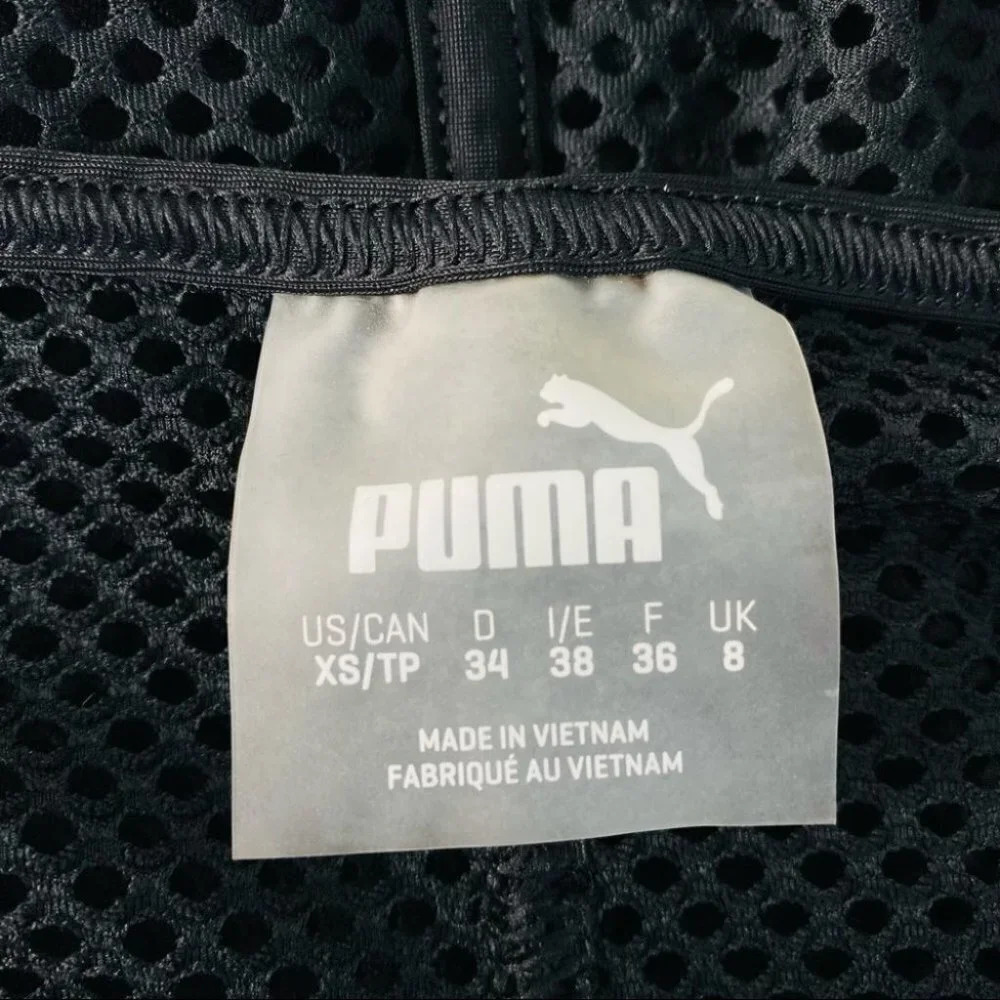 PUMA
US/CAN D I/E F UK
XS/TP 34 38 36 8
MADE IN VIETNAM
FABRIQUÉ AU VIETNAM